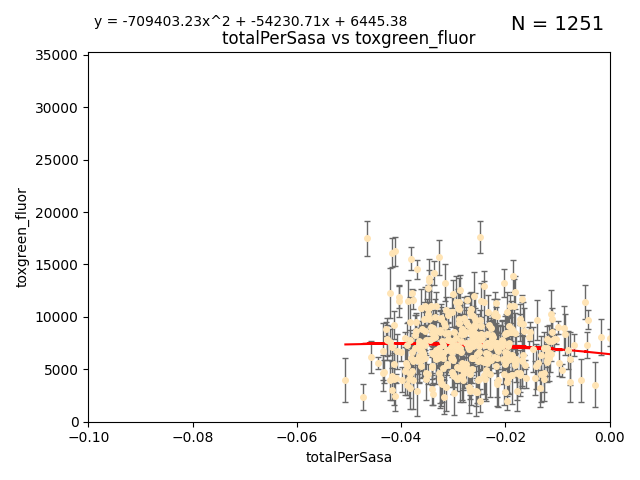 y = -709403.23x^2 + -54230.71x + 6445.38
N = 1251
totalPerSasa vs toxgreen_fluor
35000
30000
25000
20000
15000
10000
5000
0
toxgreen_fluor
−0.10
−0.08
−0.06
−0.04
−0.02
0.00
totalPerSasa